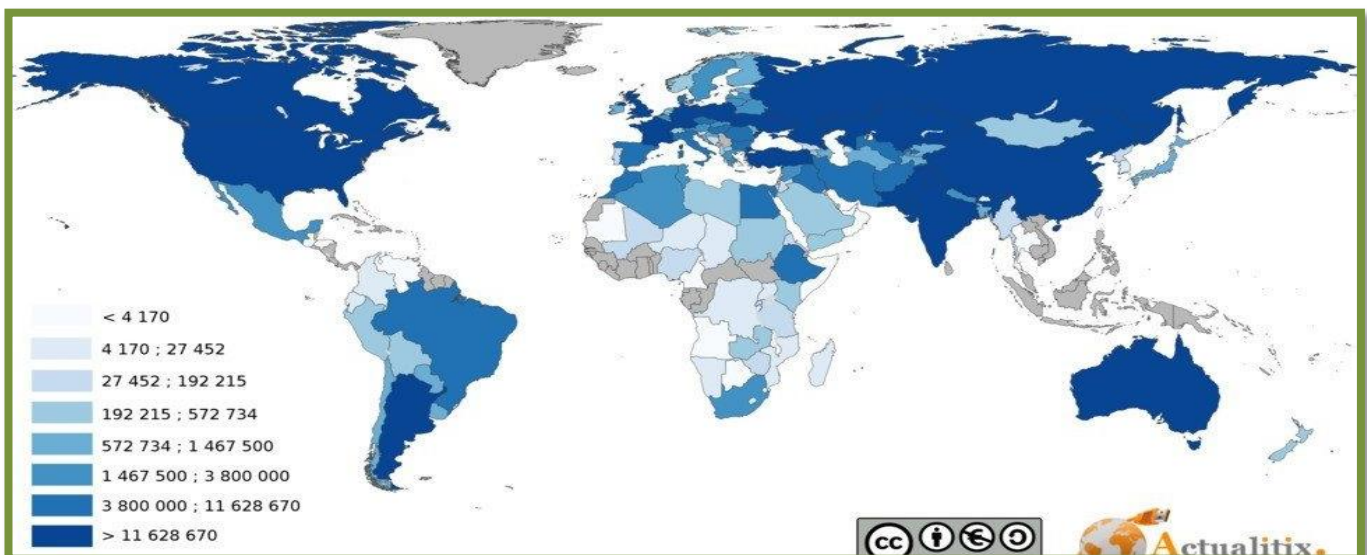 < 4 170
4 170 ; 27 452
27 452 ; 192 215
192 215 ; 572 734
572 734 ; 1 467 500
1 467 500 ; 3 800 000
3 800 000 ; 11 628 670
> 11 628 670
cc
Actualitix.